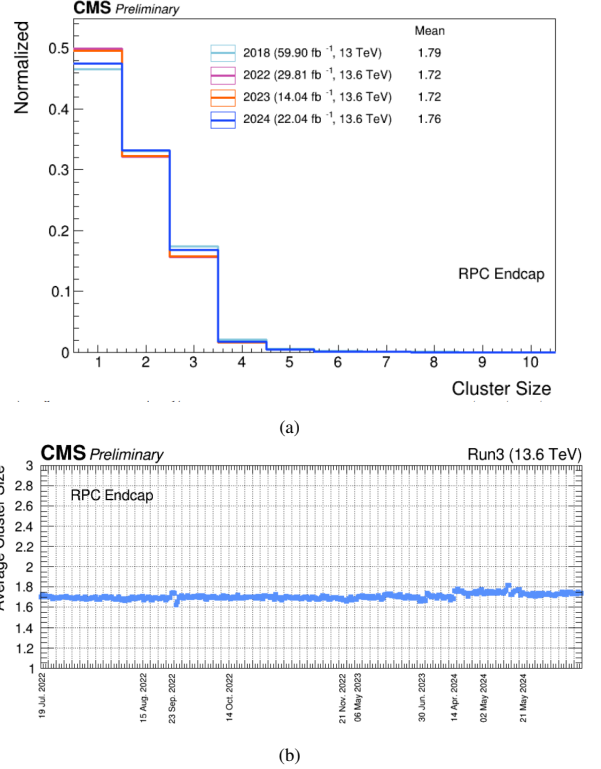 CMS Preliminary
Normalized
Mean
2018 (59.90 fb -1, 13 TeV) 1.79
2022 (29.81 fb -1, 13.6 TeV) 1.72
2023 (14.04 fb -1, 13.6 TeV) 1.72
2024 (22.04 fb -1, 13.6 TeV) 1.76
0.5
0.4
0.3
0.2
0.1
0
RPC Endcap
1 2 3 4 5 6 7 8 9 10
Cluster Size
(a)
CMS Preliminary
Run3 (13.6 TeV)
Average Cluster Size
RPC Endcap
3
2.8
2.6
2.4
2.2
2
1.8
1.6
1.4
1.2
1
19 Jul. 2022
15 Aug. 2022
23 Sep. 2022
14 Oct. 2022
21 Nov. 2022
06 May 2023
30 Jun. 2023
14 Apr. 2024
02 May 2024
21 May 2024
(b)